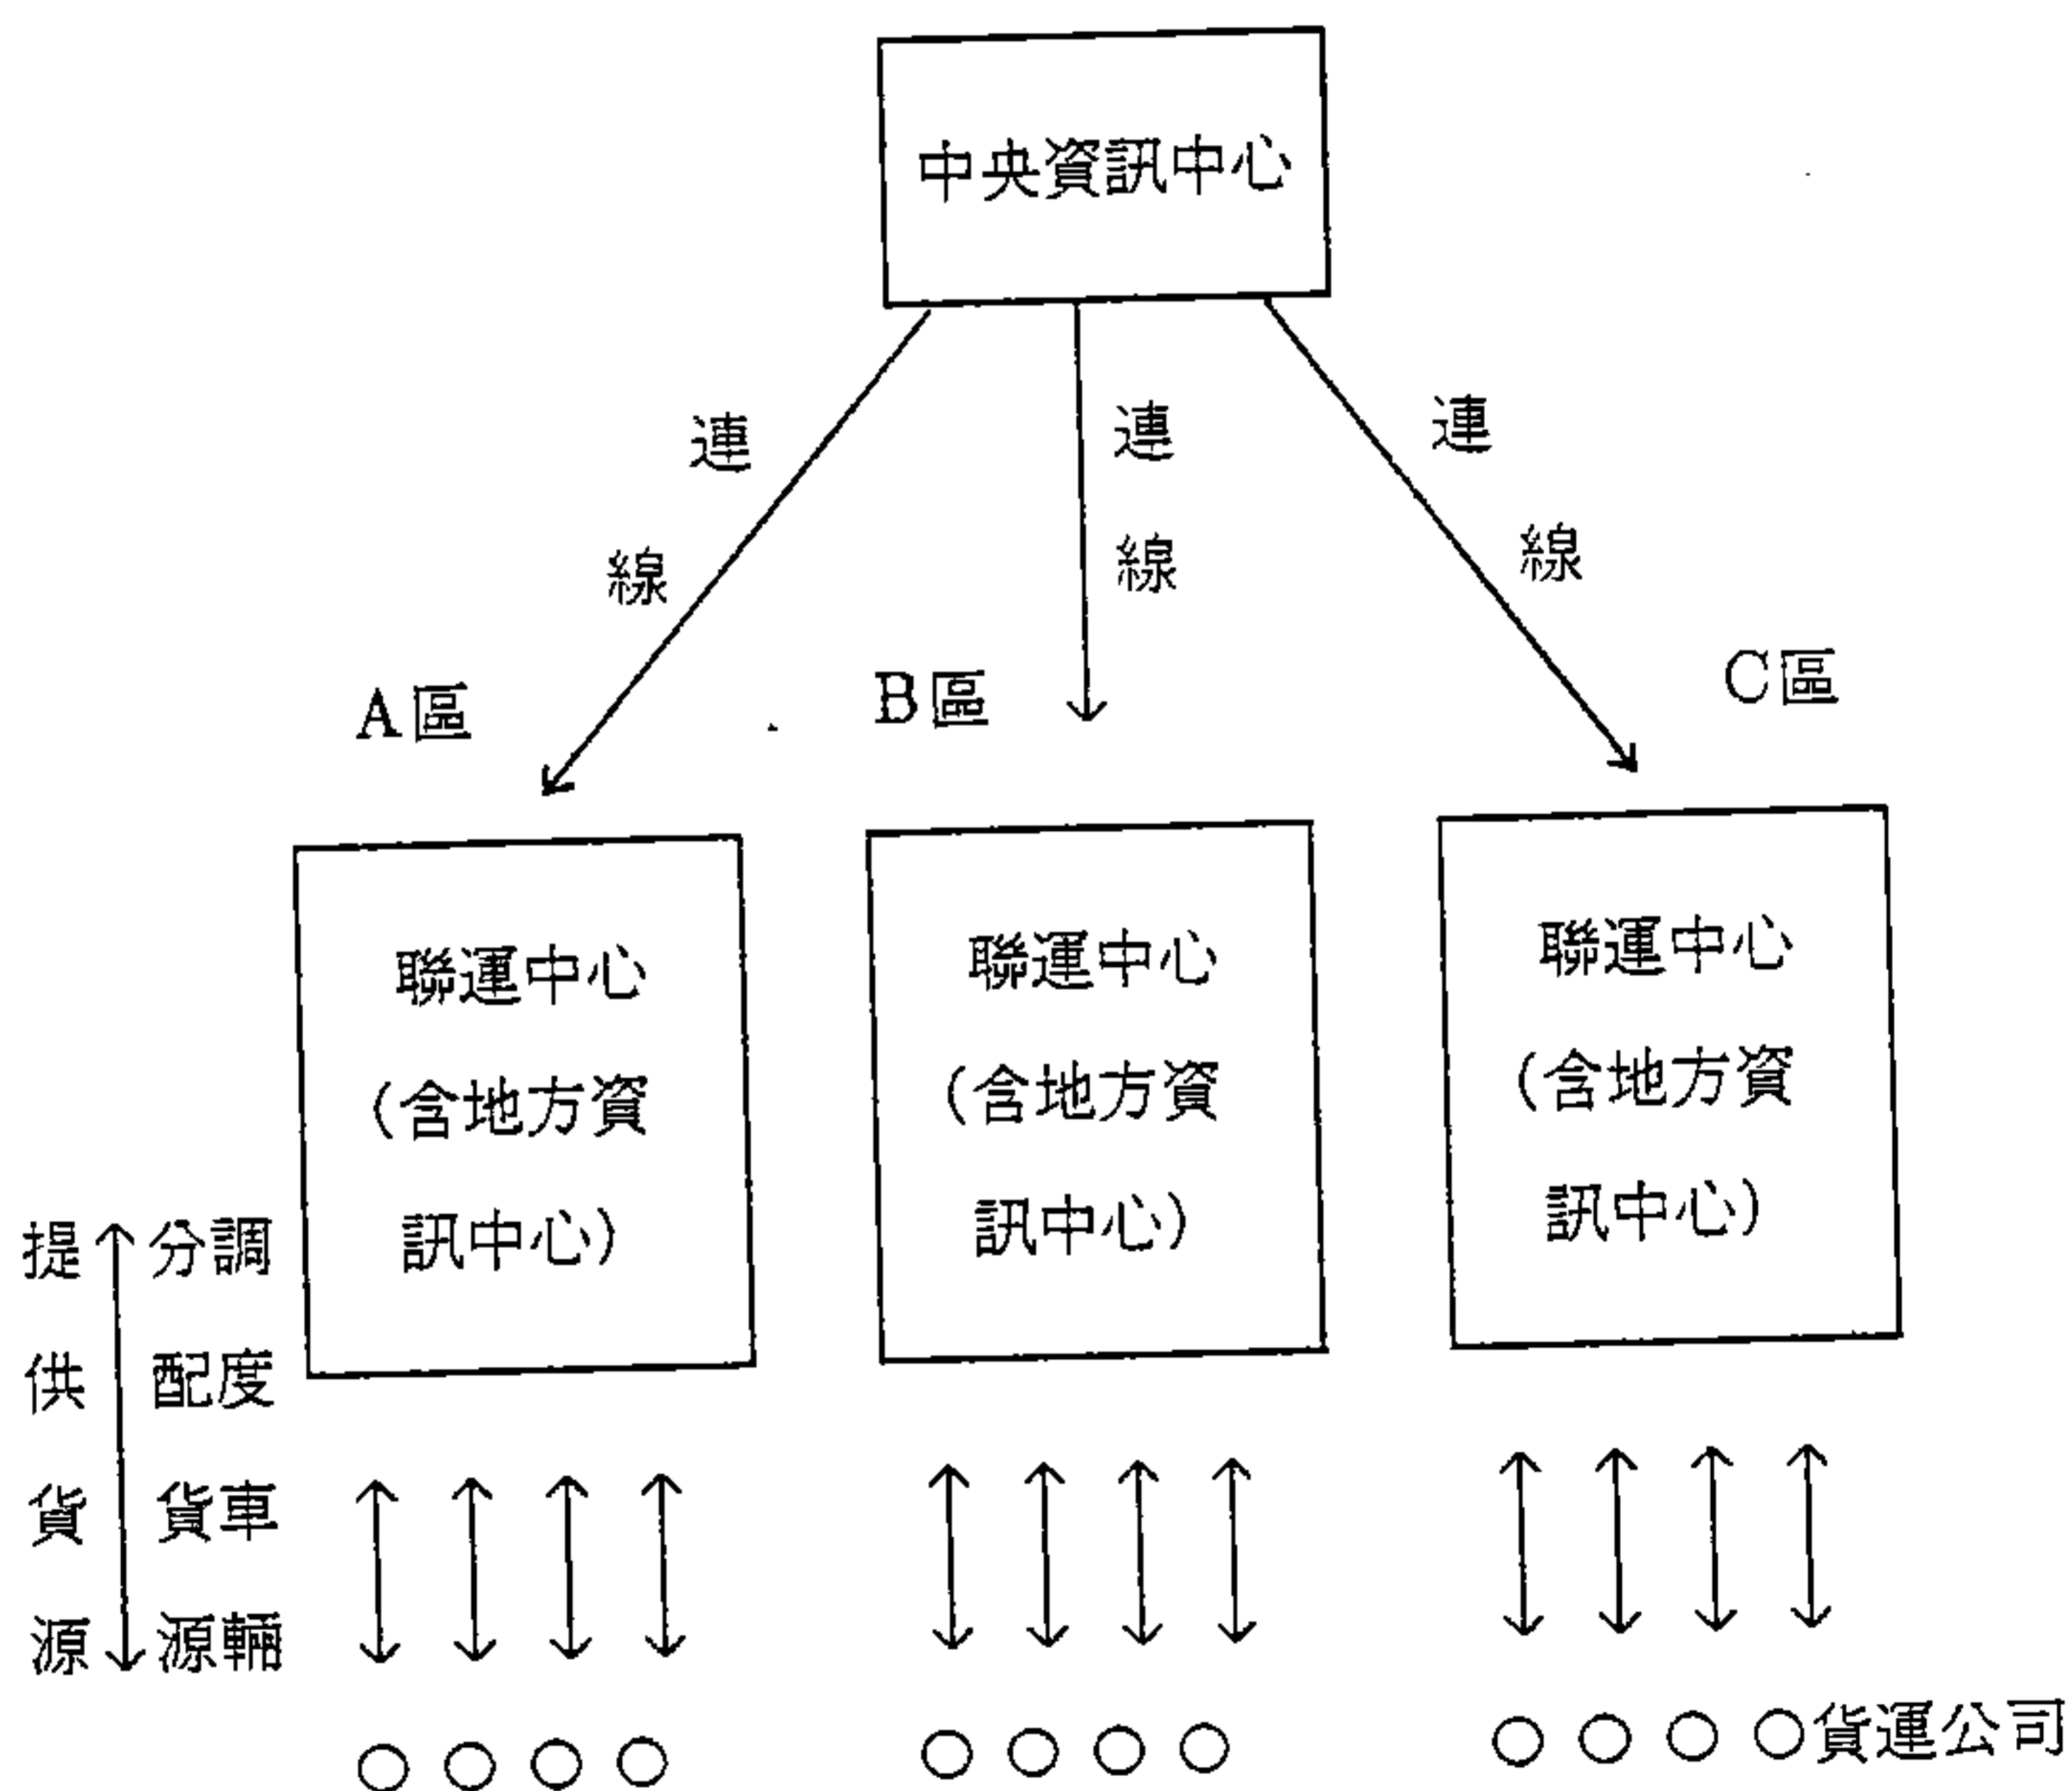 中央資訊中心
連線
連線
連線
A區
B區
C區
聯運中心
(含地方資
訊中心)
聯運中心
(含地方資
訊中心)
聯運中心
(含地方資
訊中心)
提供貨源
分配貨源
調度車輛
貨運公司